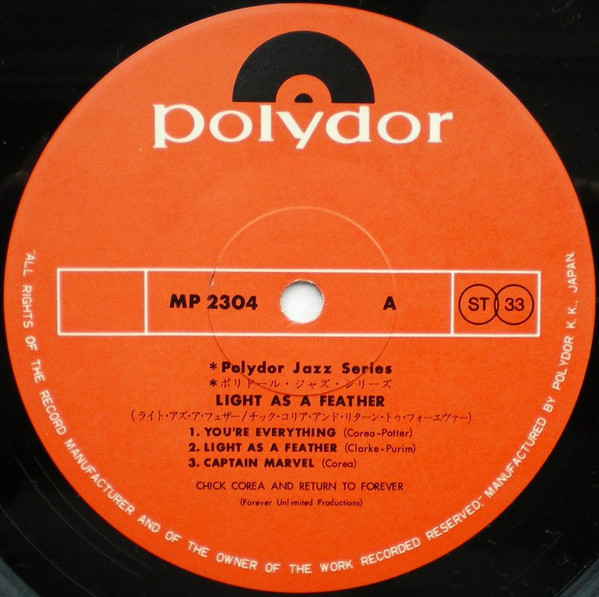 polydor
MP 2304 A ST 33
*Polydor Jazz Series
*ポリドール・ジャズ・シリーズ
LIGHT AS A FEATHER
(ライト・アズ・ア・フェザー/チック・コリア・アンド・リターン・トゥ・フォーエヴァー)
1. YOU'RE EVERYTHING (Corea-Potter)
2. LIGHT AS A FEATHER (Clarke-Purim)
3. CAPTAIN MARVEL (Corea)
CHICK COREA AND RETURN TO FOREVER
(Forever Unlimited Productions)
"ALL RIGHTS OF THE RECORD MANUFACTURER AND OF THE OWNER OF THE WORK RECORDED RESERVED," MANUFACTURED BY POLYDOR K.K., JAPAN.